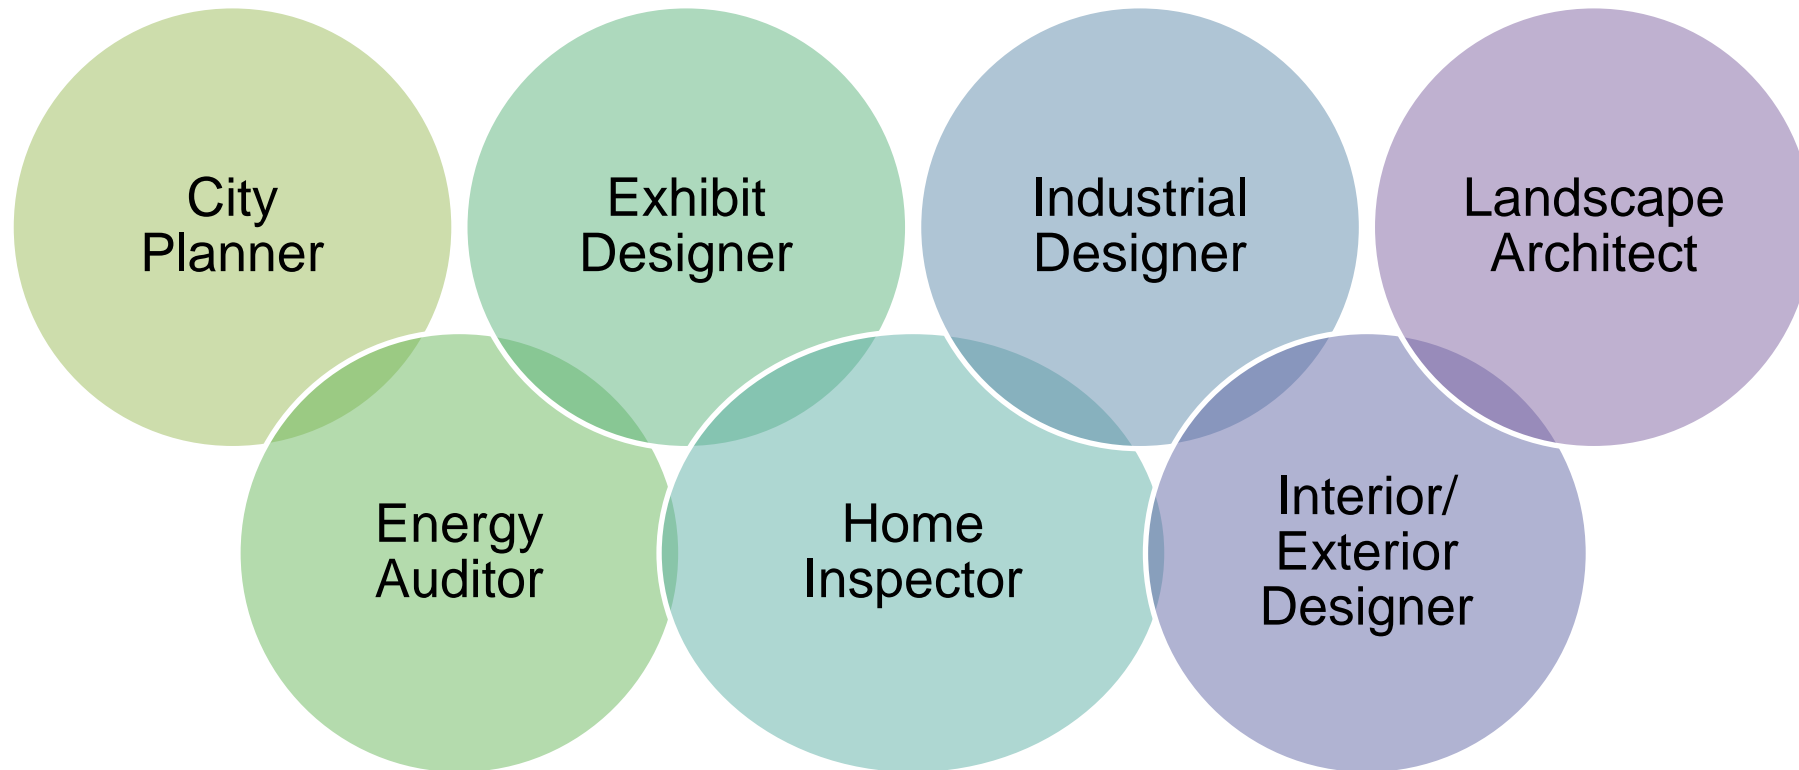 City
Planner
Exhibit
Designer
Industrial
Designer
Landscape
Architect
Energy
Auditor
Home
Inspector
Interior/
Exterior
Designer